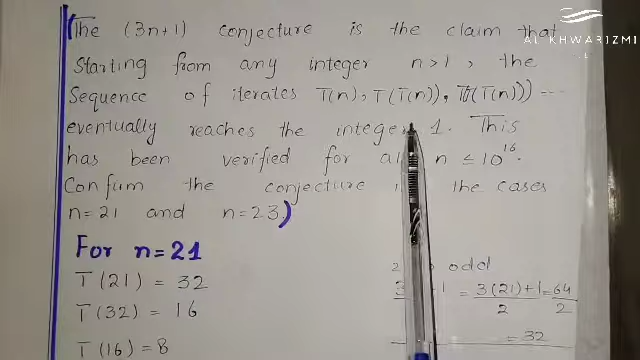 (The (3n+1) conjecture is the claim that
AL KHWARIZMI
Starting from any integer n>1, the
Sequence of iterates T(n), T(T(n)), T(T(T(n))) ---
eventually reaches the integer 1. This
has been verified for n ≤ 10^16.
Confum the conjecture the cases
n=21 and n=23)
For n=21
T(21) = 32
T(32) = 16
T(16) = 8
odd
= 3(21)+1/2 = 64/2
= 32